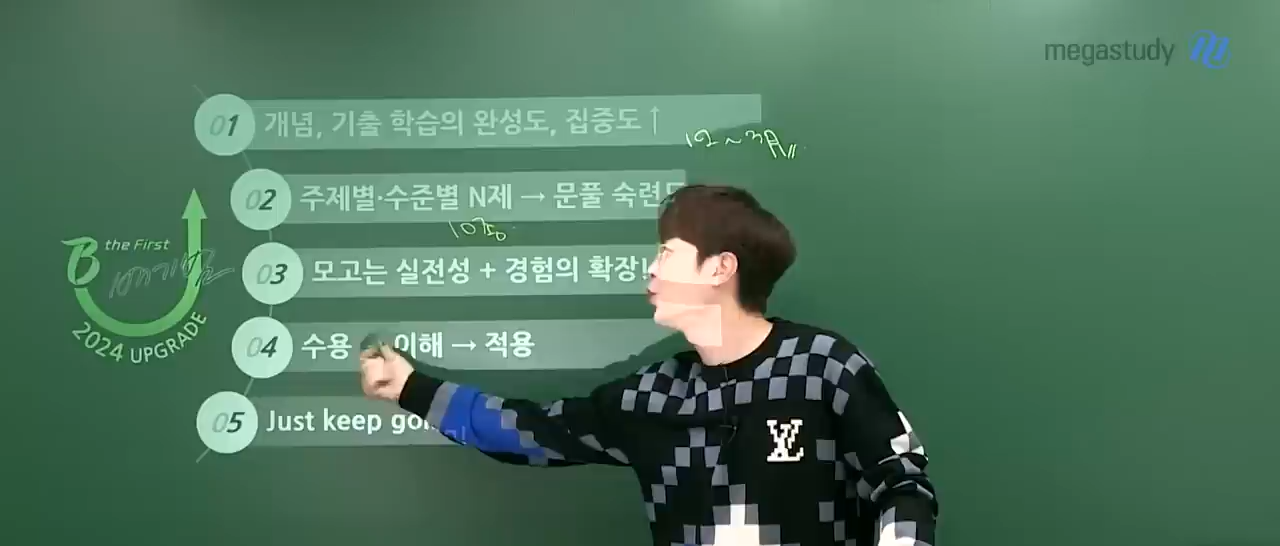 megastudy
01 개념, 기출 학습의 완성도, 집중도↑
12~3月
02 주제별·수준별 N제 → 문풀 숙련
03 모고는 실전성 + 경험의 확장!
04 수용 이해 → 적용
05 Just keep
B the First
2024 UPGRADE